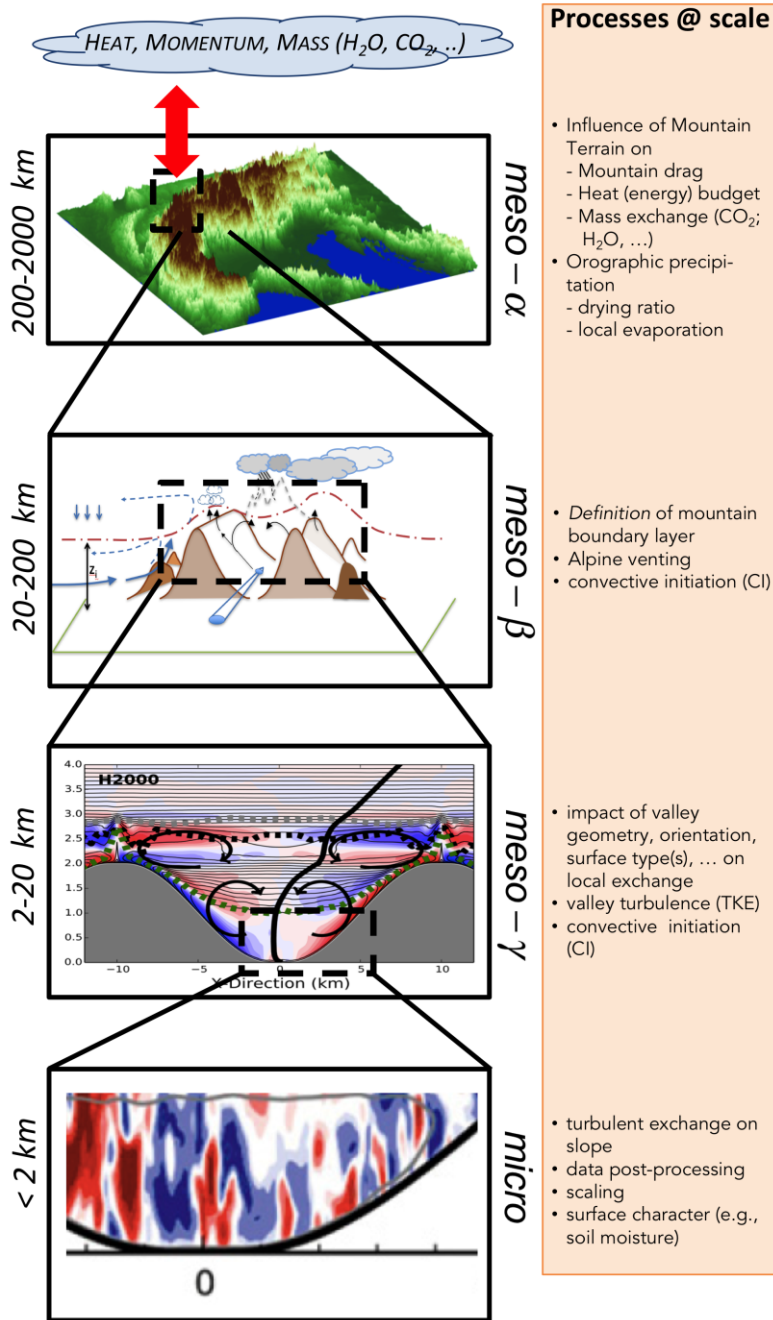 HEAT, MOMENTUM, MASS (H₂O, CO₂, ..)
Processes @ scale
200-2000 km
meso-α
• Influence of Mountain
Terrain on
- Mountain drag
- Heat (energy) budget
- Mass exchange (CO₂;
H₂O, ...)
• Orographic precipi-
tation
- drying ratio
- local evaporation
20-200 km
zᵢ
meso-β
• Definition of mountain
boundary layer
• Alpine venting
• convective initiation (CI)
2-20 km
H2000
4.0
3.0
2.5
2.0
1.5
1.0
0.5
0.0
−10
−5
0
5
10
X-Direction (km)
meso-γ
• impact of valley
geometry, orientation,
surface type(s), ... on
local exchange
• valley turbulence (TKE)
• convective initiation
(CI)
< 2 km
0
micro
• turbulent exchange on
slope
• data post-processing
• scaling
• surface character (e.g.,
soil moisture)